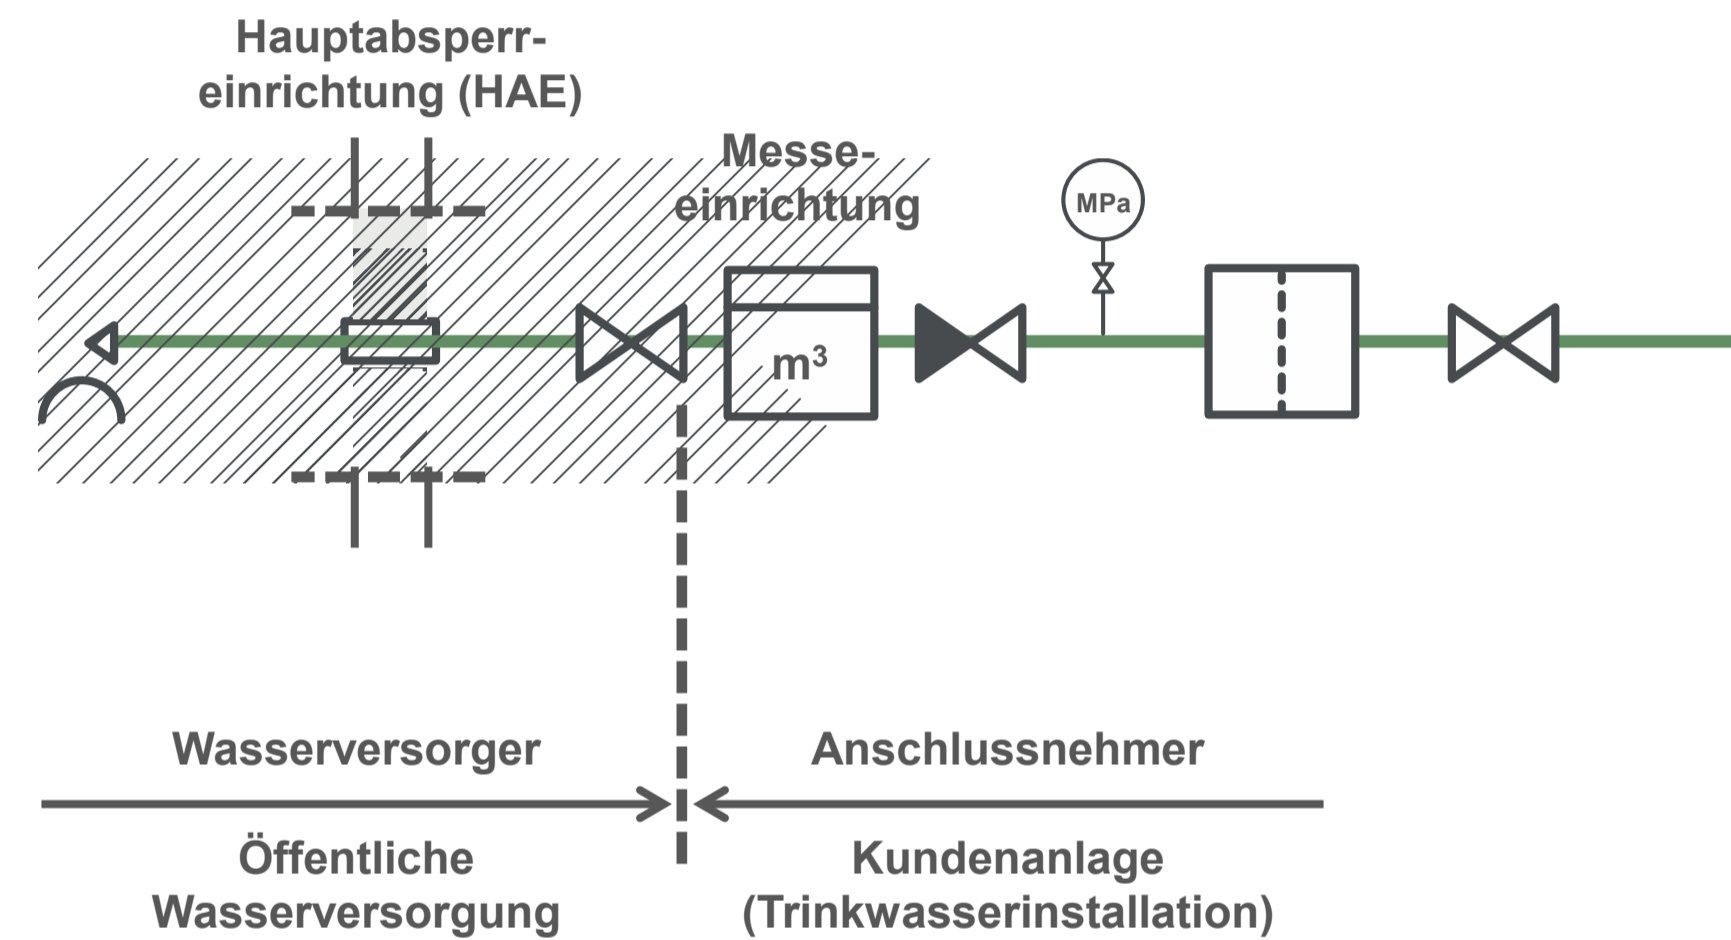 Hauptabsperr-
einrichtung (HAE)
Messe-
einrichtung
MPa
m³
Wasserversorger
Anschlussnehmer
Öffentliche
Wasserversorgung
Kundenanlage
(Trinkwasserinstallation)